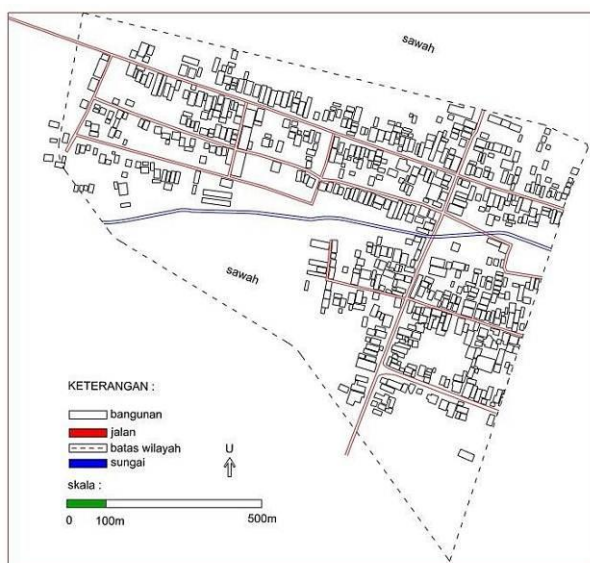 sawah
sawah
KETERANGAN :
bangunan
jalan
batas wilayah
sungai
U
skala :
0 100m 500m